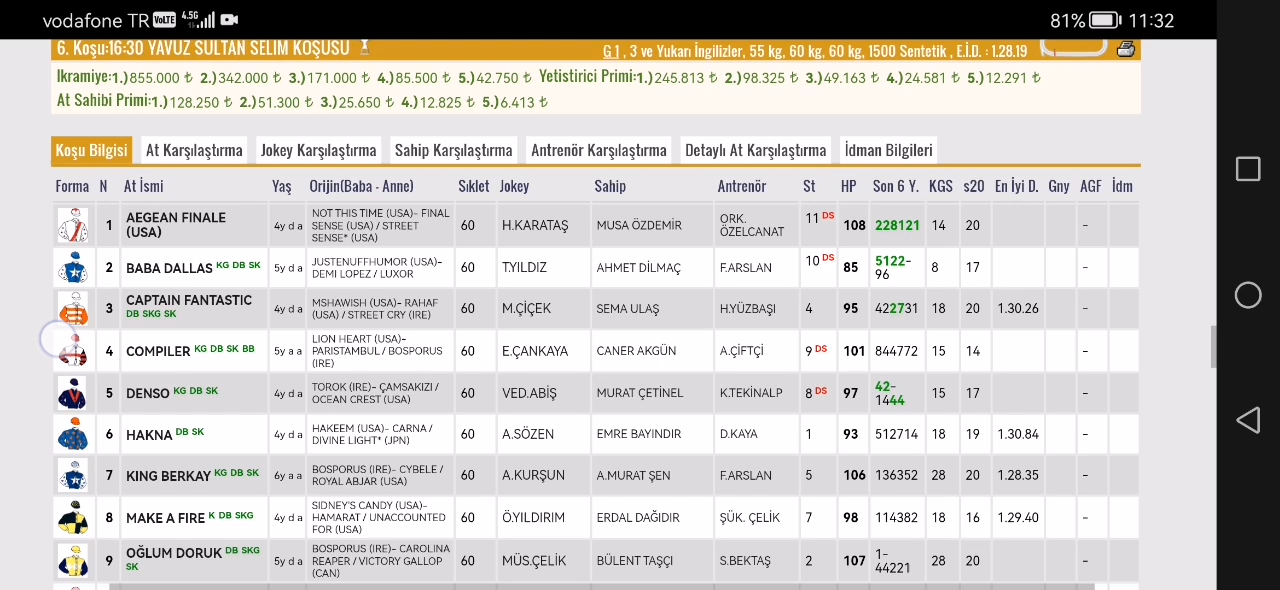 vodafone TR VoLTE 4.5G 81% 11:32
6. Koşu:16:30 YAVUZ SULTAN SELİM KOŞUSU G 1 , 3 ve Yukarı İngilizler, 55 kg, 60 kg, 60 kg, 1500 Sentetik , E.İ.D. : 1.28.19
Ikramiye:1.)855.000 ₺ 2.)342.000 ₺ 3.)171.000 ₺ 4.)85.500 ₺ 5.)42.750 ₺ Yetistirici Primi:1.)245.813 ₺ 2.)98.325 ₺ 3.)49.163 ₺ 4.)24.581 ₺ 5.)12.291 ₺
At Sahibi Primi:1.)128.250 ₺ 2.)51.300 ₺ 3.)25.650 ₺ 4.)12.825 ₺ 5.)6.413 ₺
Koşu Bilgisi At Karşılaştırma Jokey Karşılaştırma Sahip Karşılaştırma Antrenör Karşılaştırma Detaylı At Karşılaştırma İdman Bilgileri
Forma N At İsmi Yaş Orijin(Baba - Anne) Sıklet Jokey Sahip Antrenör St HP Son 6 Y. KGS s20 En İyi D. Gny AGF İdm
1 AEGEAN FINALE (USA) 4y d a NOT THIS TIME (USA)- FINAL SENSE (USA) / STREET SENSE* (USA) 60 H.KARATAŞ MUSA ÖZDEMİR ORK. ÖZELCANAT 11 DS 108 228121 14 20 -
2 BABA DALLAS KG DB SK 5y d a JUSTENUFFHUMOR (USA)- DEMI LOPEZ / LUXOR 60 T.YILDIZ AHMET DİLMAÇ F.ARSLAN 10 DS 85 5122-96 8 17 -
3 CAPTAIN FANTASTIC DB SKG SK 4y d a MSHAWISH (USA)- RAHAF (USA) / STREET CRY (IRE) 60 M.ÇİÇEK SEMA ULAŞ H.YÜZBAŞI 4 95 422731 18 20 1.30.26 -
4 COMPILER KG DB SK BB 5y a a LION HEART (USA)- PARISTAMBUL / BOSPORUS (IRE) 60 E.ÇANKAYA CANER AKGÜN A.ÇİFTÇİ 9 DS 101 844772 15 14 -
5 DENSO KG DB SK 4y d a TOROK (IRE)- ÇAMSAKIZI / OCEAN CREST (USA) 60 VED.ABİŞ MURAT ÇETİNEL K.TEKİNALP 8 DS 97 42-1444 15 17 -
6 HAKNA DB SK 4y d a HAKEEM (USA)- CARNA / DIVINE LIGHT* (JPN) 60 A.SÖZEN EMRE BAYINDIR D.KAYA 1 93 512714 18 19 1.30.84 -
7 KING BERKAY KG DB SK 6y a a BOSPORUS (IRE)- CYBELE / ROYAL ABJAR (USA) 60 A.KURŞUN A.MURAT ŞEN F.ARSLAN 5 106 136352 28 20 1.28.35 -
8 MAKE A FIRE K DB SKG 4y d a SIDNEY'S CANDY (USA)- HAMARAT / UNACCOUNTED FOR (USA) 60 Ö.YILDIRIM ERDAL DAĞIDIR ŞÜK. ÇELİK 7 98 114382 18 16 1.29.40 -
9 OĞLUM DORUK DB SKG SK 5y d a BOSPORUS (IRE)- CAROLINA REAPER / VICTORY GALLOP (CAN) 60 MÜS.ÇELİK BÜLENT TAŞÇI S.BEKTAŞ 2 107 1-44221 28 20 -